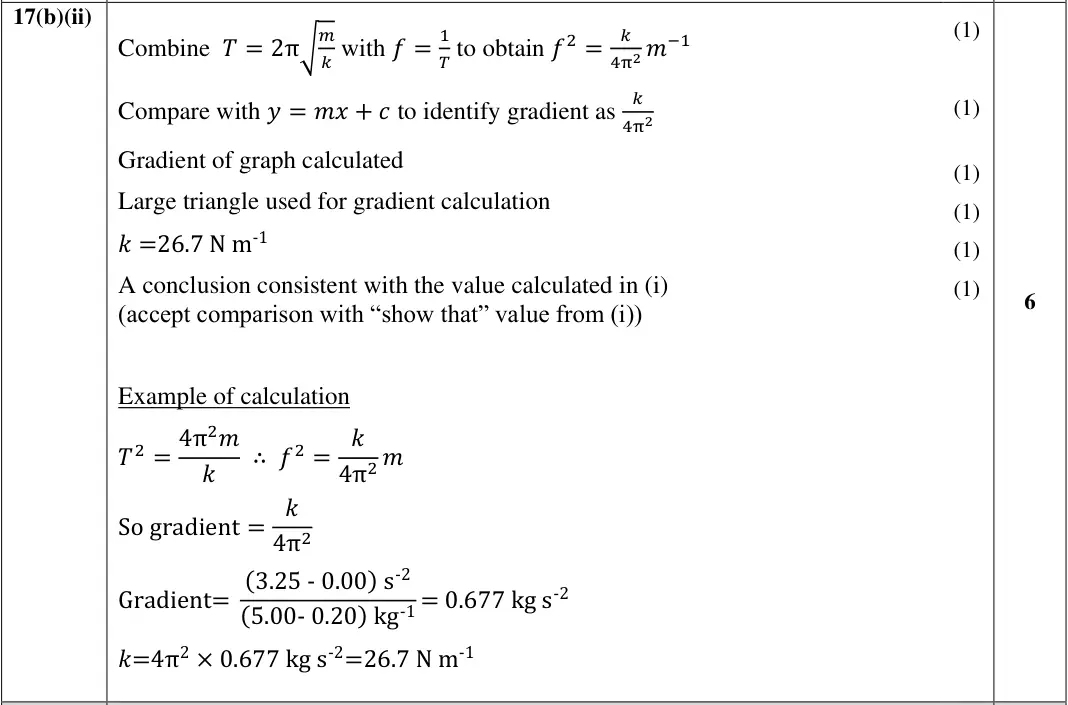 17(b)(ii)
Combine T = 2π√(m/k) with f = 1/T to obtain f² = k/4π² m⁻¹ (1)
Compare with y = mx + c to identify gradient as k/4π² (1)
Gradient of graph calculated (1)
Large triangle used for gradient calculation (1)
k =26.7 N m⁻¹ (1)
A conclusion consistent with the value calculated in (i) (1)
(accept comparison with “show that” value from (i))
6
Example of calculation
T² = 4π²m/k ∴ f² = k/4π² m
So gradient = k/4π²
Gradient= (3.25 - 0.00) s⁻²/(5.00- 0.20) kg⁻¹ = 0.677 kg s⁻²
k=4π² × 0.677 kg s⁻²=26.7 N m⁻¹